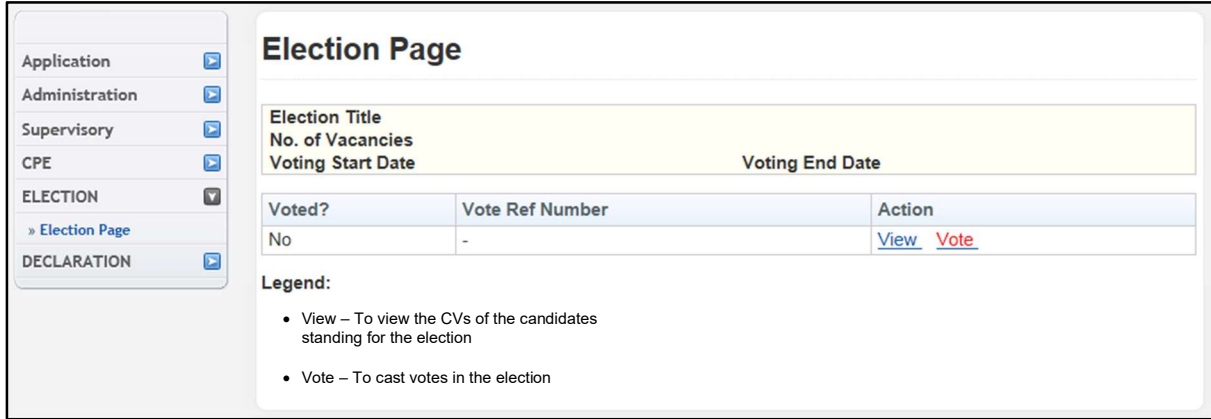 Application
Administration
Supervisory
CPE
ELECTION
» Election Page
DECLARATION
Election Page
Election Title
No. of Vacancies
Voting Start Date Voting End Date
Voted? Vote Ref Number Action
No - View Vote
Legend:
• View – To view the CVs of the candidates
standing for the election
• Vote – To cast votes in the election